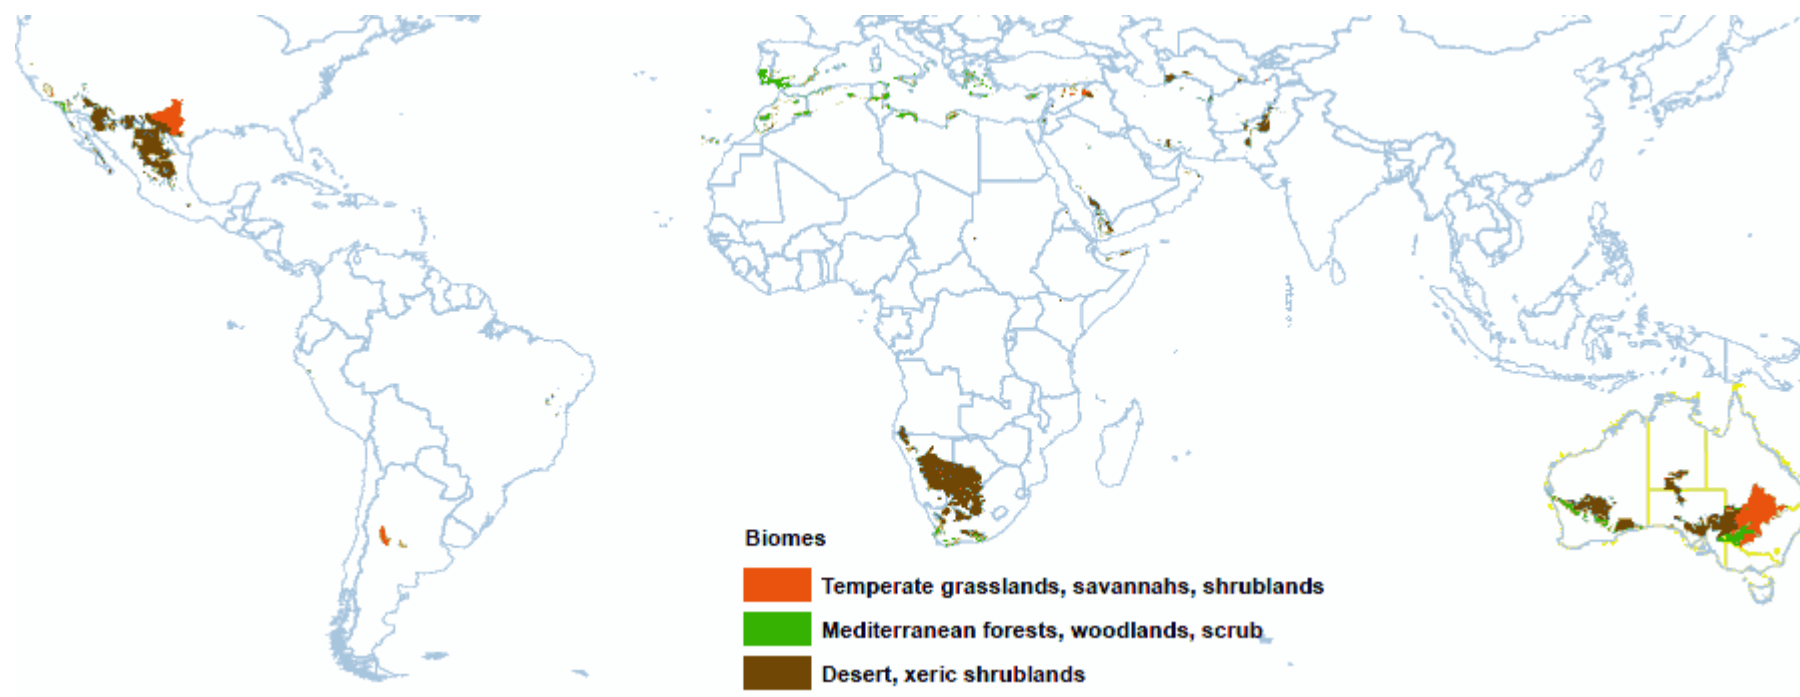 Biomes
Temperate grasslands, savannahs, shrublands
Mediterranean forests, woodlands, scrub
Desert, xeric shrublands